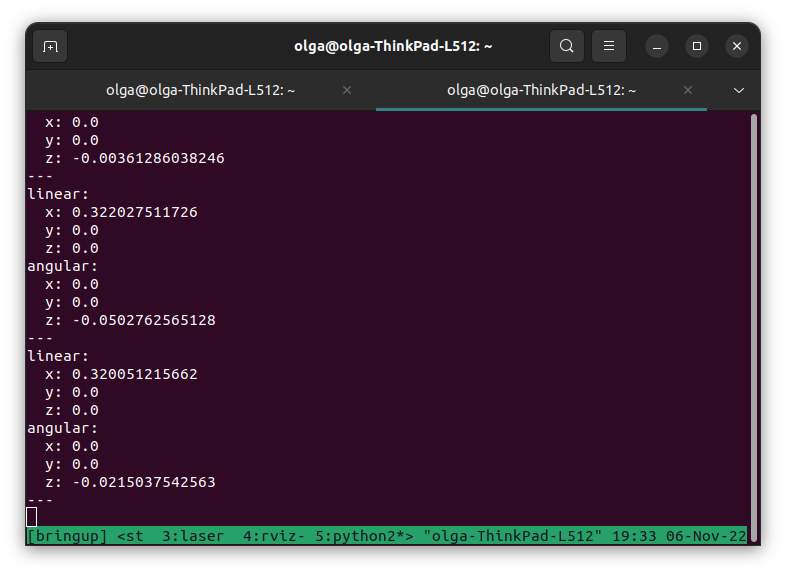 olga@olga-ThinkPad-L512: ~
olga@olga-ThinkPad-L512: ~ olga@olga-ThinkPad-L512: ~
  x: 0.0
  y: 0.0
  z: -0.00361286038246
---
linear:
  x: 0.322027511726
  y: 0.0
  z: 0.0
angular:
  x: 0.0
  y: 0.0
  z: -0.0502762565128
---
linear:
  x: 0.320051215662
  y: 0.0
  z: 0.0
angular:
  x: 0.0
  y: 0.0
  z: -0.0215037542563
---
[bringup] <st  3:laser  4:rviz- 5:python2*> "olga-ThinkPad-L512" 19:33 06-Nov-22